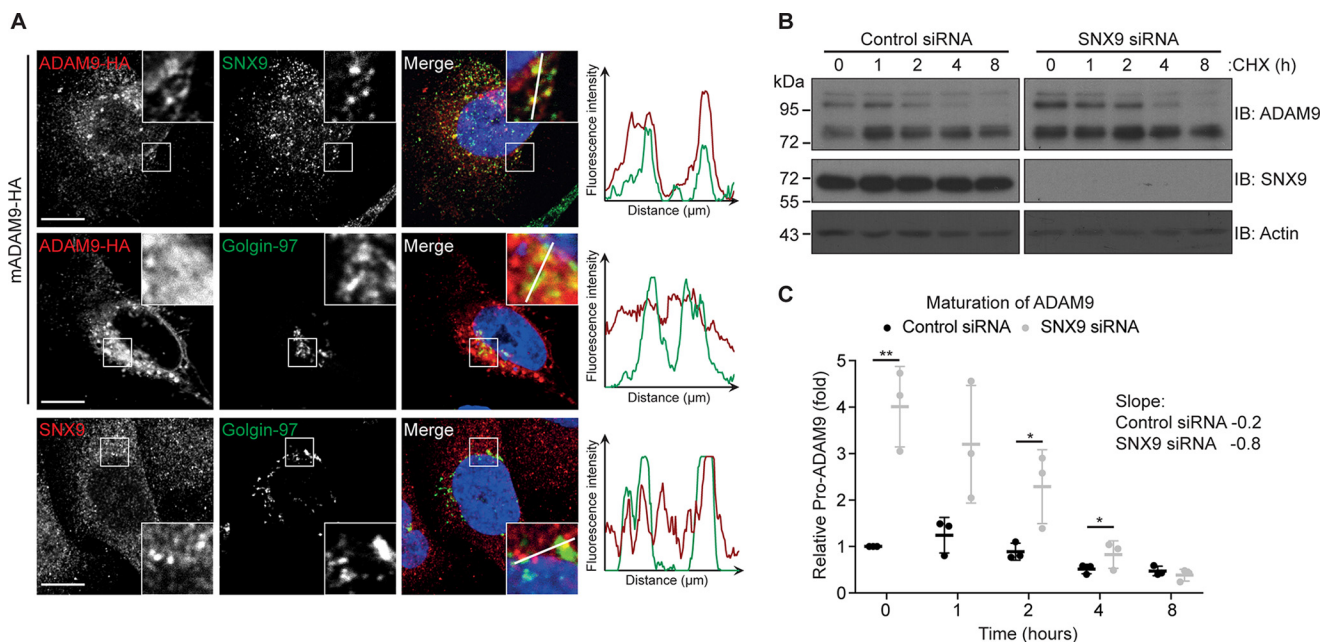 A
mADAM9-HA
ADAM9-HA
SNX9
Merge
Fluorescence intensity
Distance (µm)
ADAM9-HA
Golgin-97
Merge
Fluorescence intensity
Distance (µm)
SNX9
Golgin-97
Merge
Fluorescence intensity
Distance (µm)
B
Control siRNA SNX9 siRNA
0 1 2 4 8 0 1 2 4 8 :CHX (h)
kDa
95
72
IB: ADAM9
72
55
IB: SNX9
43
IB: Actin
C
Maturation of ADAM9
Control siRNA SNX9 siRNA
Relative Pro-ADAM9 (fold)
5
4
3
2
1
0
**
*
*
Slope:
Control siRNA -0.2
SNX9 siRNA -0.8
0 1 2 4 8
Time (hours)